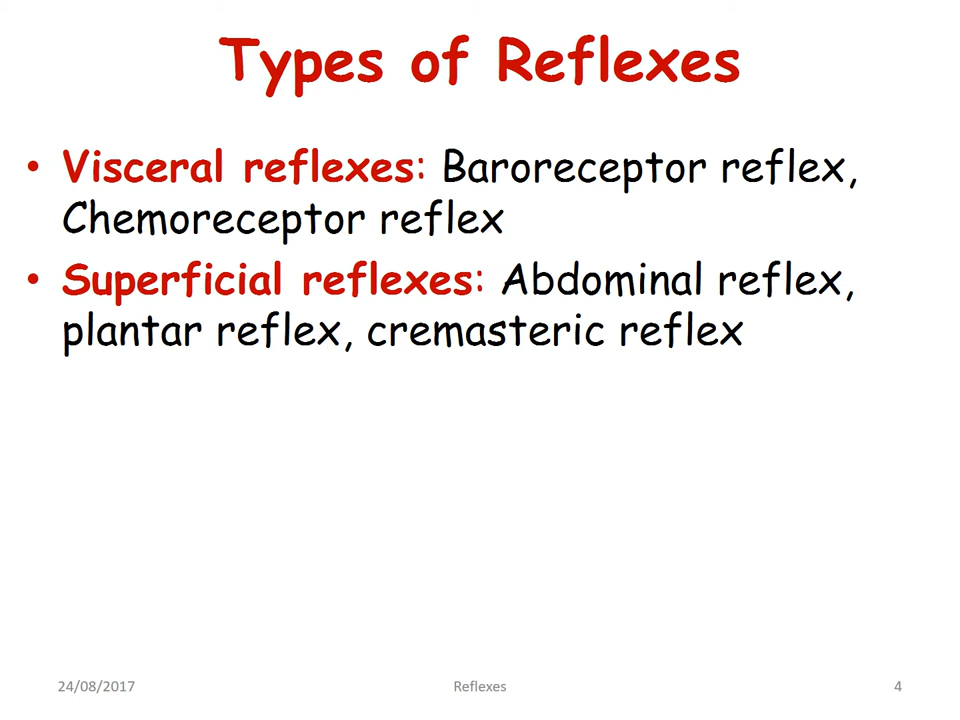 Types of Reflexes
• Visceral reflexes: Baroreceptor reflex,
Chemoreceptor reflex
• Superficial reflexes: Abdominal reflex,
plantar reflex, cremasteric reflex
24/08/2017 Reflexes 4